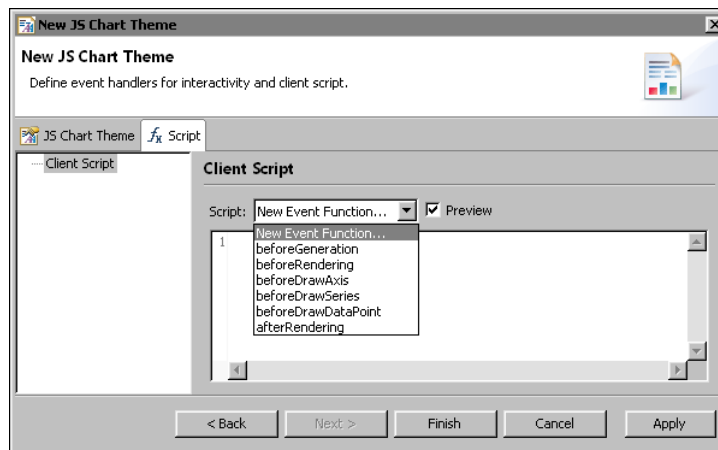 New JS Chart Theme
New JS Chart Theme
Define event handlers for interactivity and client script.
JS Chart Theme
fx Script
Client Script
Client Script
Script: New Event Function... Preview
1
New Event Function...
beforeGeneration
beforeRendering
beforeDrawAxis
beforeDrawSeries
beforeDrawDataPoint
afterRendering
< Back Next > Finish Cancel Apply